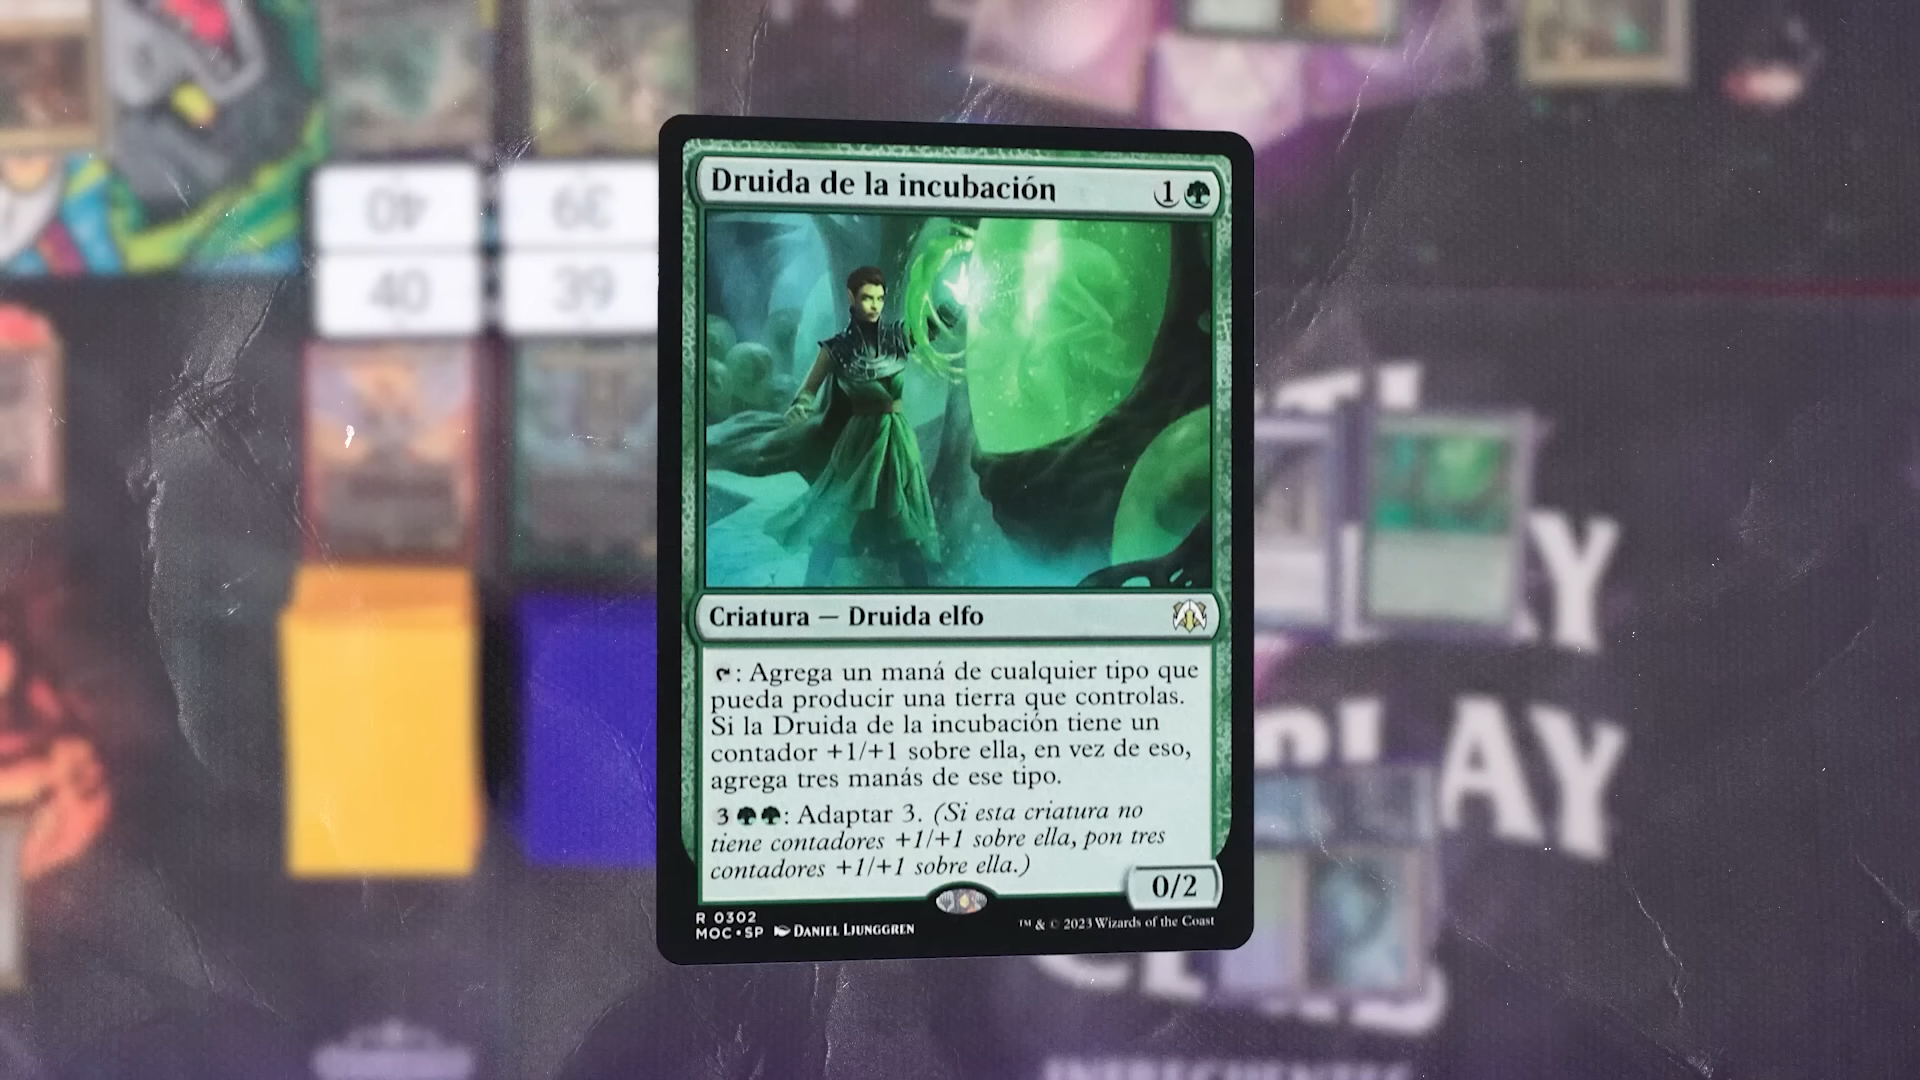 40
39
40
39
Druida de la incubación
1
Criatura — Druida elfo
: Agrega un maná de cualquier tipo que
pueda producir una tierra que controlas.
Si la Druida de la incubación tiene un
contador +1/+1 sobre ella, en vez de eso,
agrega tres manás de ese tipo.
3 : Adaptar 3. (Si esta criatura no
tiene contadores +1/+1 sobre ella, pon tres
contadores +1/+1 sobre ella.)
0/2
R 0302
MOC • SP DANIEL LJUNGGREN
™ & © 2023 Wizards of the Coast
PLAY